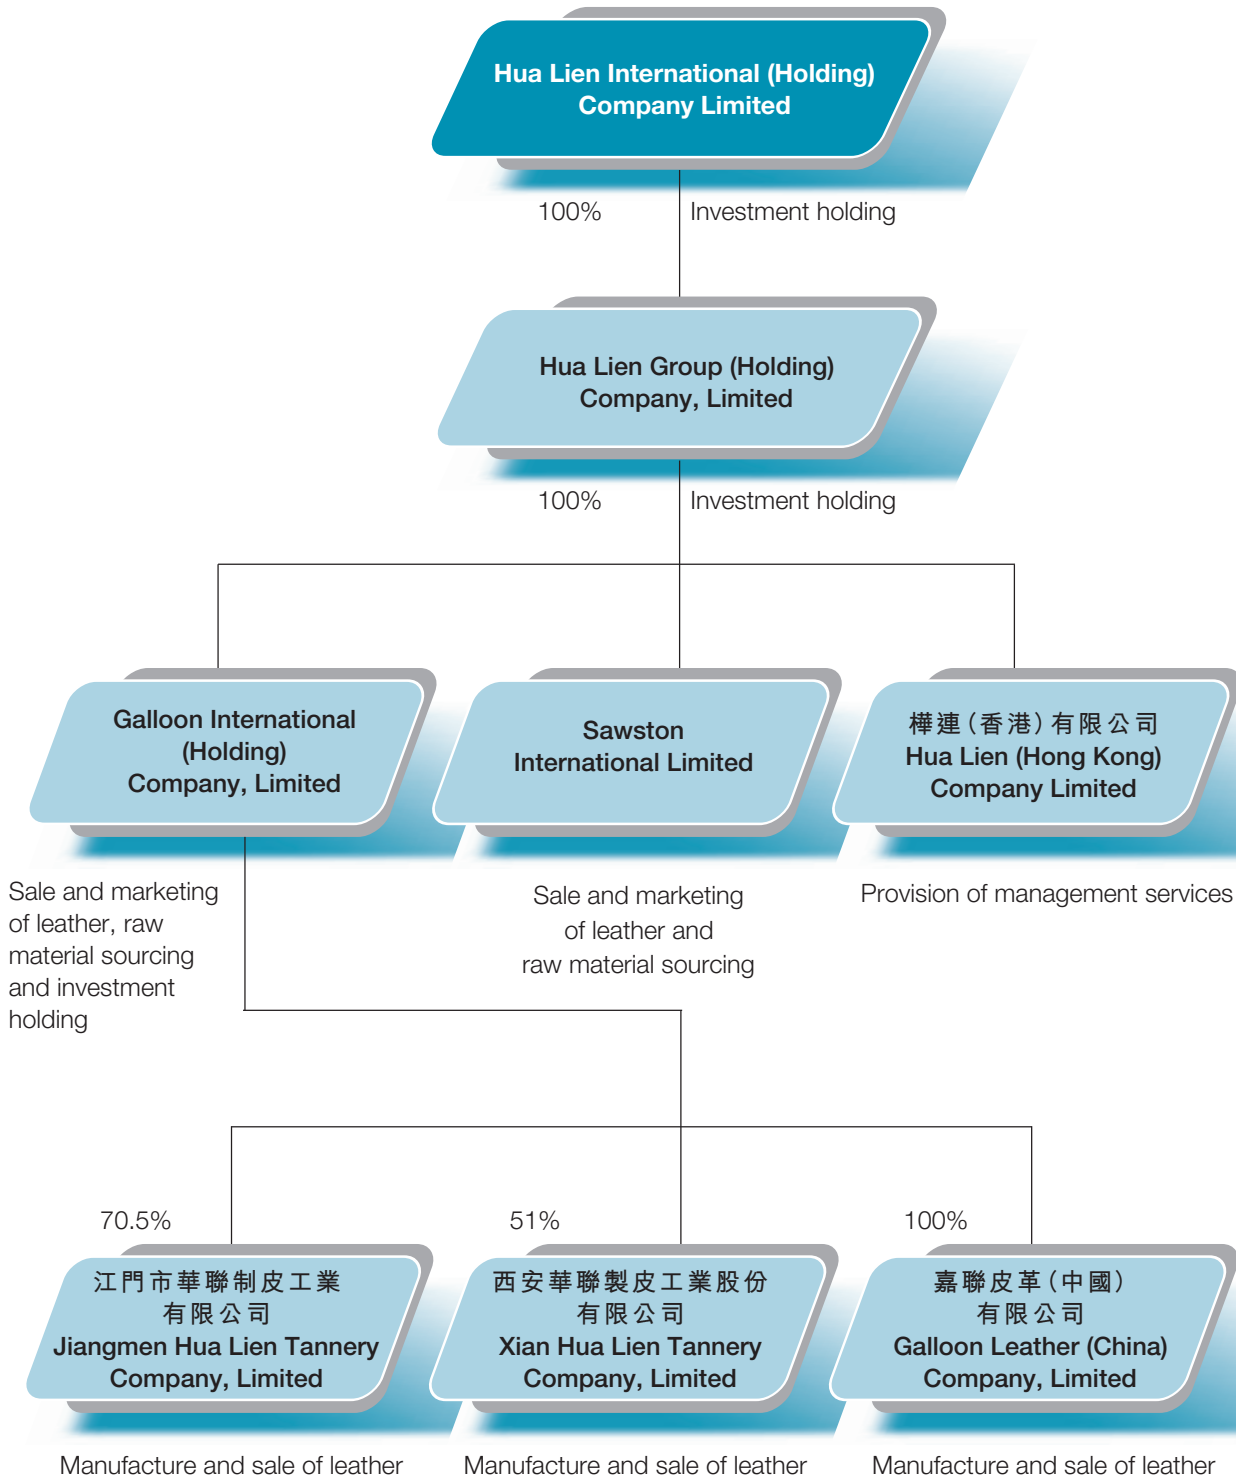 Hua Lien International (Holding)
Company Limited
100%
Investment holding
Hua Lien Group (Holding)
Company, Limited
100%
Investment holding
Galloon International
(Holding)
Company, Limited
Sawston
International Limited
樺連(香港)有限公司
Hua Lien (Hong Kong)
Company Limited
Sale and marketing
of leather, raw
material sourcing
and investment
holding
Sale and marketing
of leather and
raw material sourcing
Provision of management services
70.5%
51%
100%
江門市華聯制皮工業
有限公司
Jiangmen Hua Lien Tannery
Company, Limited
西安華聯製皮工業股份
有限公司
Xian Hua Lien Tannery
Company, Limited
嘉聯皮革(中國)
有限公司
Galloon Leather (China)
Company, Limited
Manufacture and sale of leather
Manufacture and sale of leather
Manufacture and sale of leather